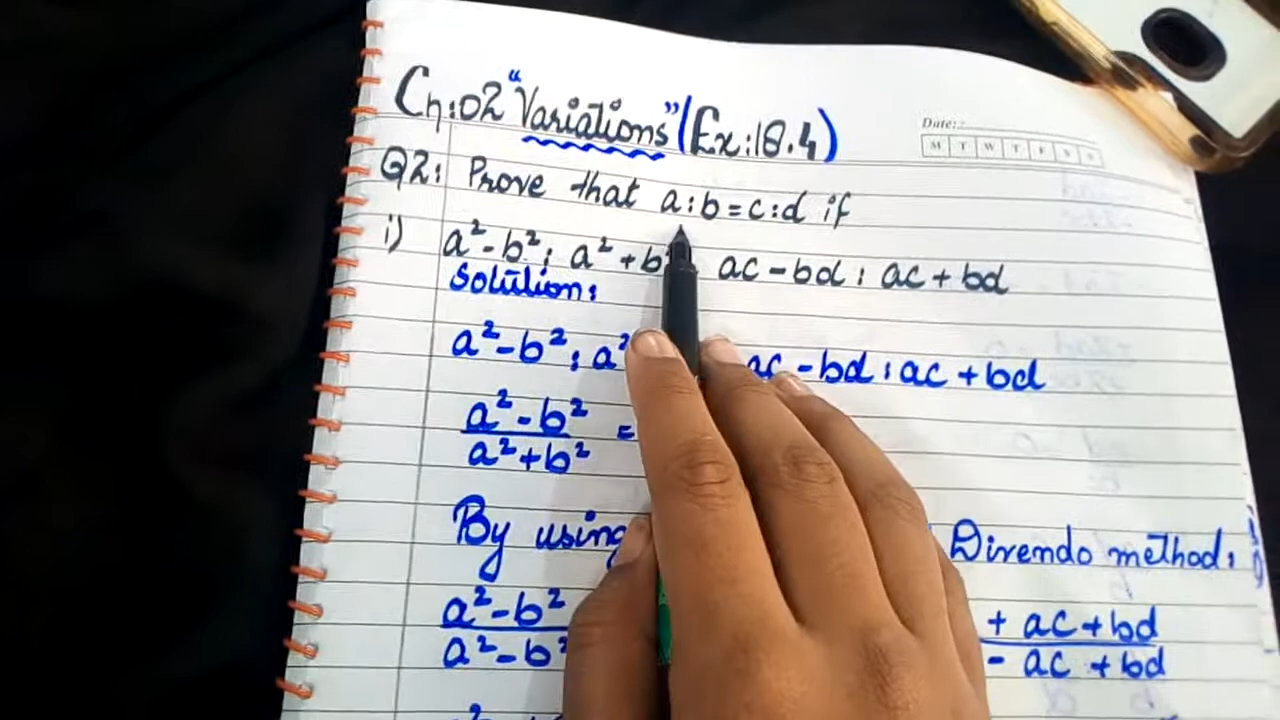 Ch:02 "Variations" (Ex:18.4)
Date:
M T W T F S S
Q2: Prove that a:b=c:d if
i) a²-b²: a²+b² ac-bd: ac+bd
Solution:
a²-b²: a² ac-bd: ac+bd
a²-b² =
a²+b²
By using Divendo method:
a²-b² + ac+bd
a²-b² - ac+bd